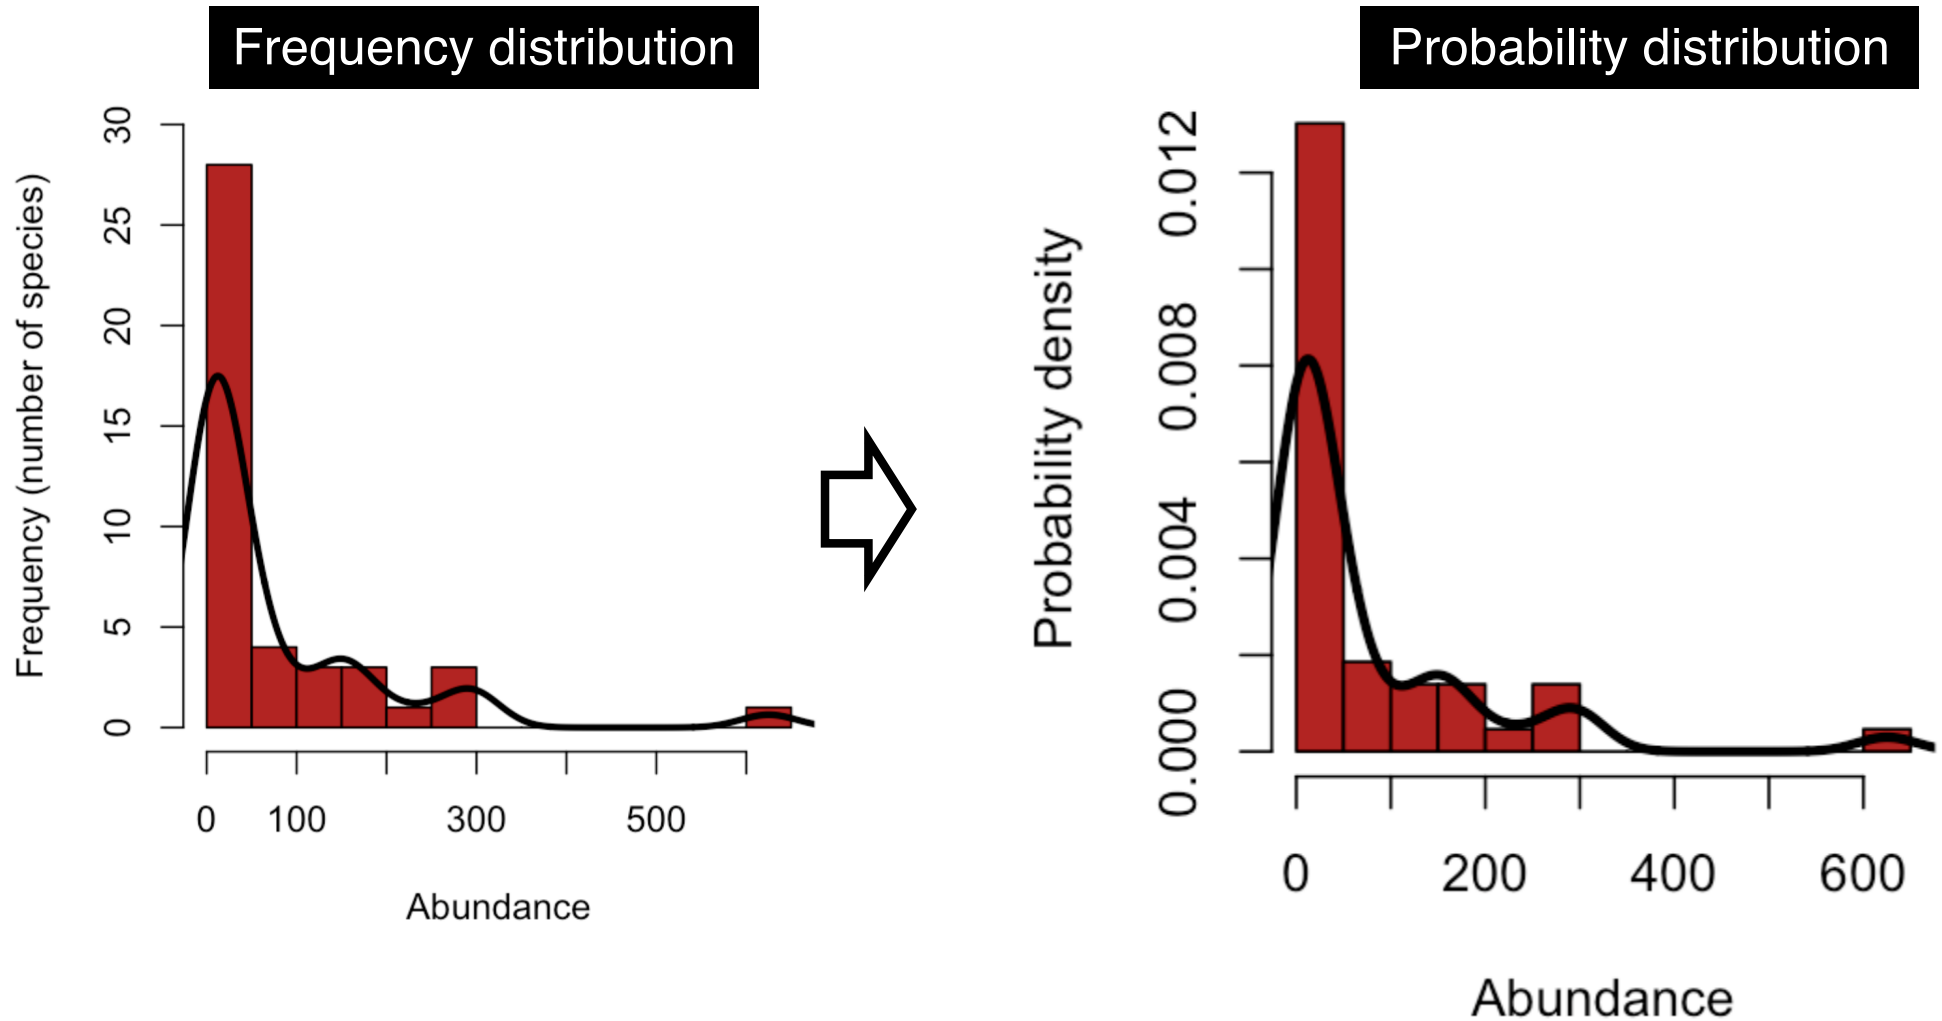 Frequency distribution
Probability distribution
Frequency (number of species)
30
25
20
15
10
5
0
0 100 300 500
Abundance
Probability density
0.012
0.008
0.004
0.000
0 200 400 600
Abundance